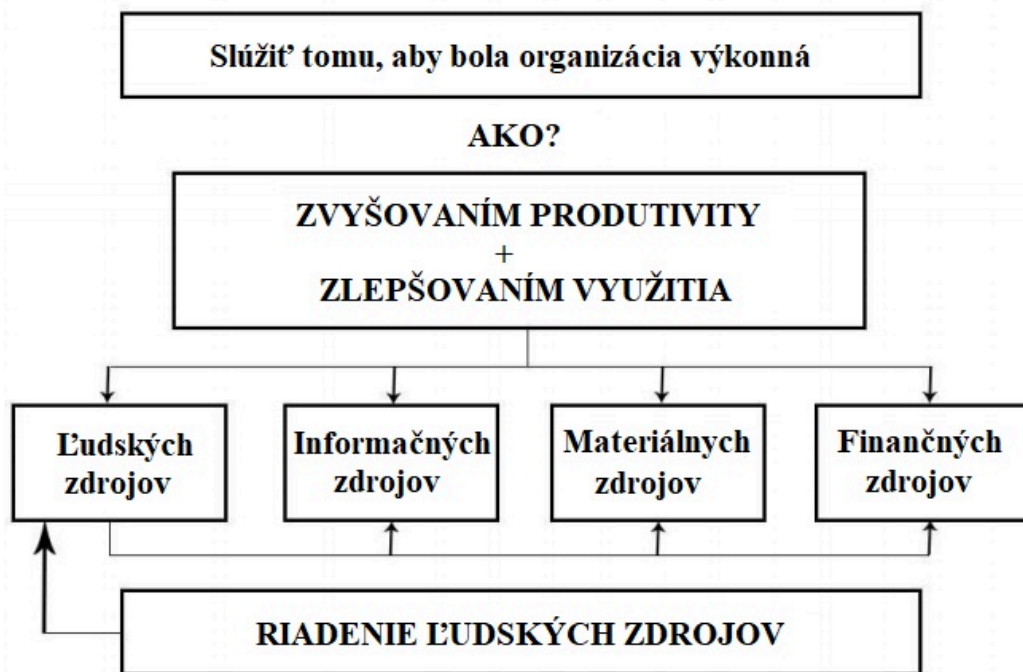 Slúžiť tomu, aby bola organizácia výkonná
AKO?
ZVYŠOVANÍM PRODUTIVITY
+
ZLEPŠOVANÍM VYUŽITIA
Ľudských
zdrojov
Informačných
zdrojov
Materiálnych
zdrojov
Finančných
zdrojov
RIADENIE ĽUDSKÝCH ZDROJOV